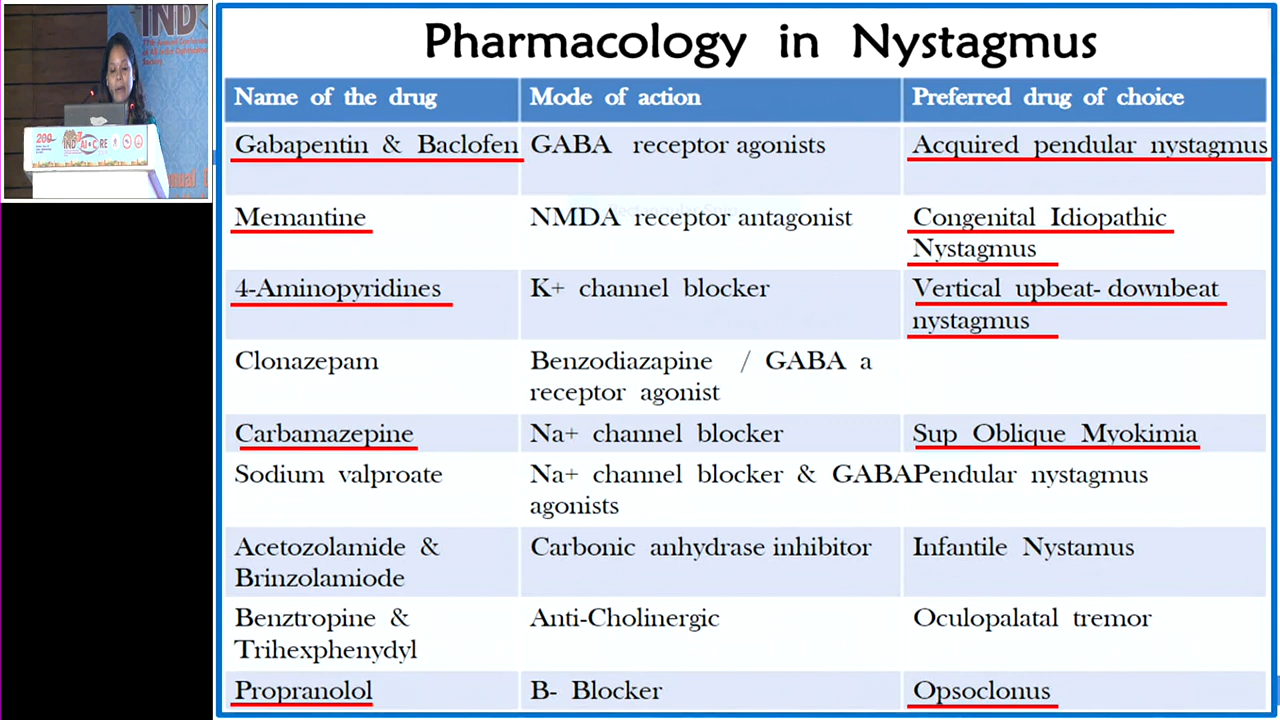 Pharmacology in Nystagmus
Name of the drug
Mode of action
Preferred drug of choice
Gabapentin & Baclofen
GABA receptor agonists
Acquired pendular nystagmus
Memantine
NMDA receptor antagonist
Congenital Idiopathic
Nystagmus
4-Aminopyridines
K+ channel blocker
Vertical upbeat- downbeat
nystagmus
Clonazepam
Benzodiazapine / GABA a
receptor agonist
Carbamazepine
Na+ channel blocker
Sup Oblique Myokimia
Sodium valproate
Na+ channel blocker & GABA
agonists
Pendular nystagmus
Acetozolamide &
Brinzolamiode
Carbonic anhydrase inhibitor
Infantile Nystamus
Benztropine &
Trihexphenydyl
Anti-Cholinergic
Oculopalatal tremor
Propranolol
B- Blocker
Opsoclonus